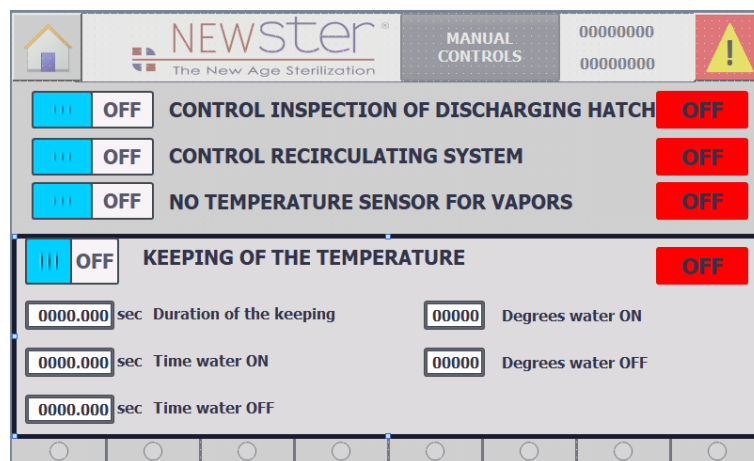 NEWSter®
The New Age Sterilization
MANUAL
CONTROLS
00000000
00000000
!
OFF CONTROL INSPECTION OF DISCHARGING HATCH OFF
OFF CONTROL RECIRCULATING SYSTEM OFF
OFF NO TEMPERATURE SENSOR FOR VAPORS OFF
OFF KEEPING OF THE TEMPERATURE OFF
0000.000 sec Duration of the keeping 00000 Degrees water ON
0000.000 sec Time water ON 00000 Degrees water OFF
0000.000 sec Time water OFF